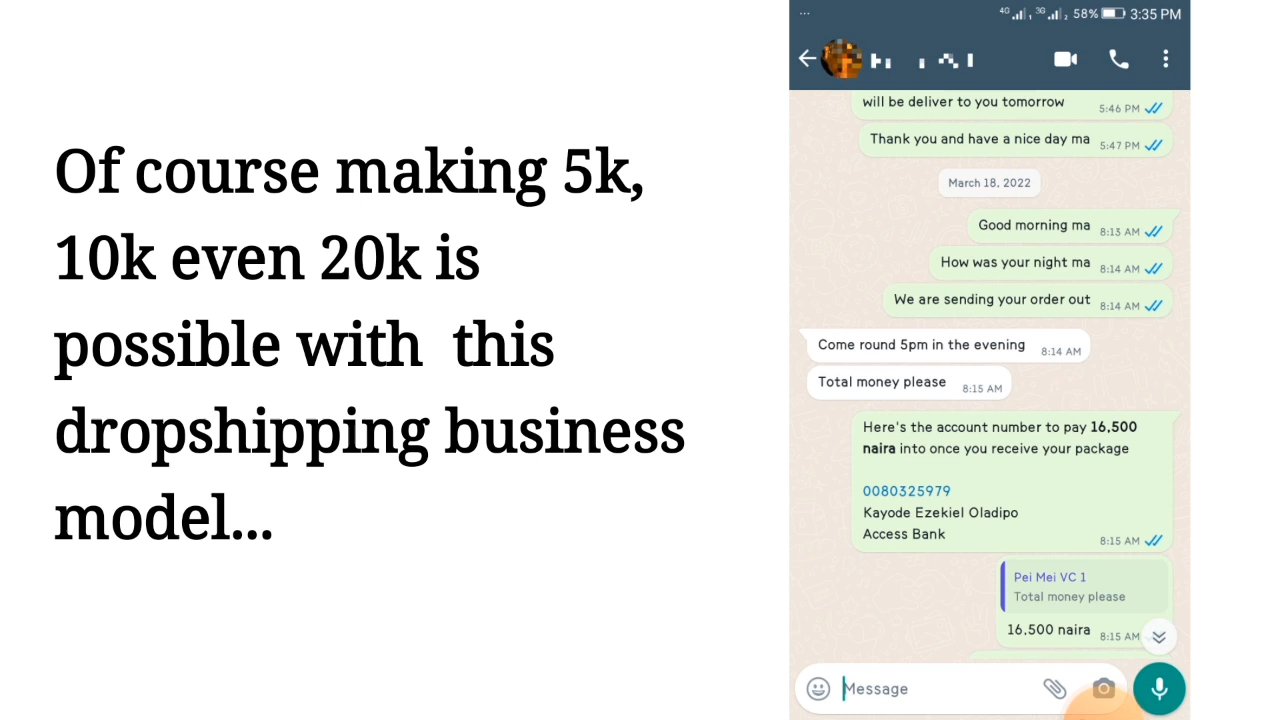 Of course making 5k,
10k even 20k is
possible with this
dropshipping business
model...
... 4G 1 3G 2 58% 3:35 PM
will be deliver to you tomorrow 5:46 PM
Thank you and have a nice day ma 5:47 PM
March 18, 2022
Good morning ma 8:13 AM
How was your night ma 8:14 AM
We are sending your order out 8:14 AM
Come round 5pm in the evening 8:14 AM
Total money please 8:15 AM
Here's the account number to pay 16,500
naira into once you receive your package
0080325979
Kayode Ezekiel Oladipo
Access Bank 8:15 AM
Pei Mei VC 1
Total money please
16,500 naira 8:15 AM
Message